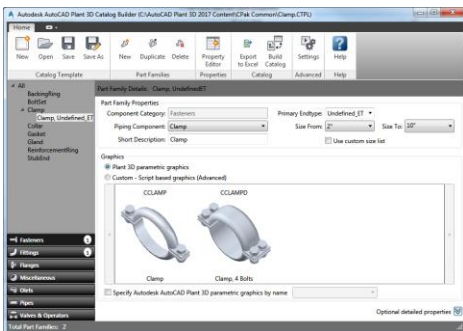 Autodesk AutoCAD Plant 3D Catalog Builder (C:\AutoCAD Plant 3D 2017 Content\CPak Common\Clamp.CTPL)
Home
New Open Save Save As New Duplicate Delete Property Editor Export to Excel Build Catalog Settings Help
Catalog Template Part Families Properties Catalog Advanced Help
All
BackingRing
BoltSet
Clamp
Clamp, Undefined_ET
Collar
Gasket
Gland
ReinforcementRing
StubEnd
Fasteners 1
Fittings 1
Flanges
Miscellaneous
Olets
Pipes
Valves & Operators
Part Family Details: Clamp, UndefinedET
Part Family Properties
Component Category: Fasteners Primary Endtype: Undefined_ET
Piping Component: Clamp Size From: 2" Size To: 10"
Short Description: Clamp Use custom size list
Graphics
Plant 3D parametric graphics
Custom - Script based graphics (Advanced)
CCLAMP CCLAMPD
Clamp Clamp, 4 Bolts
Specify Autodesk AutoCAD Plant 3D parametric graphics by name
Optional detailed properties
Total Part Families: 2